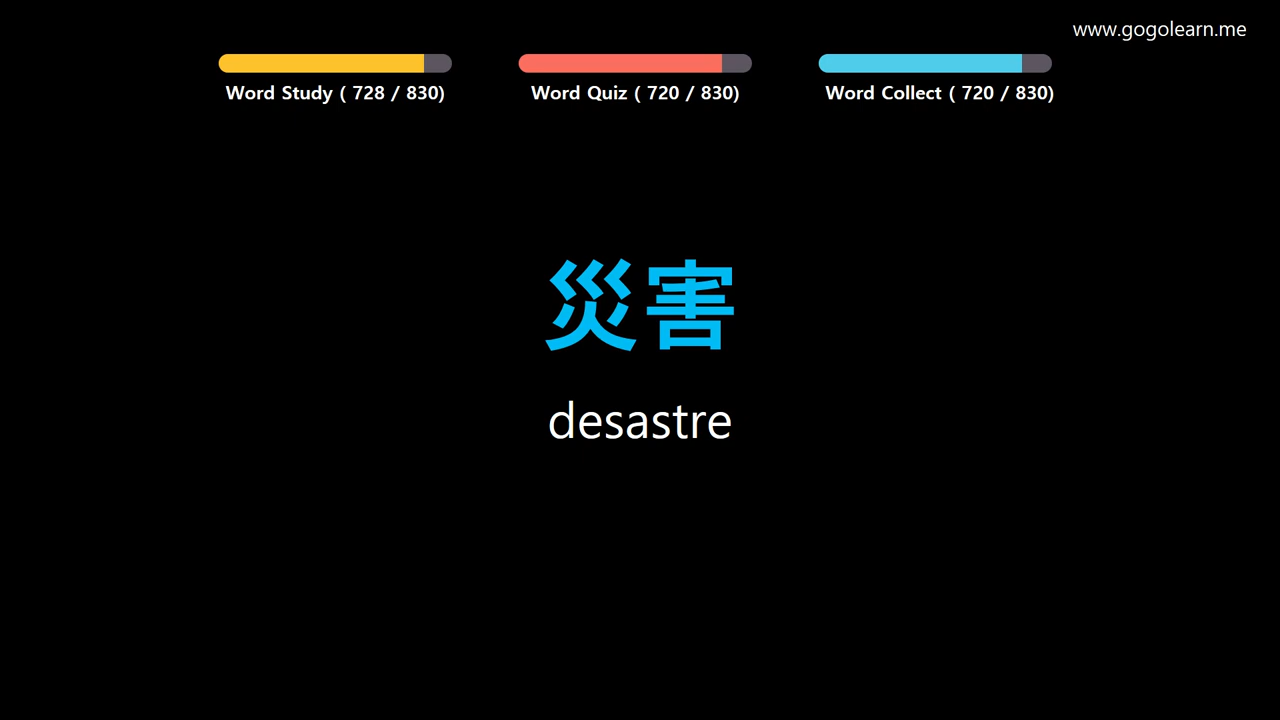 www.gogolearn.me
Word Study ( 728 / 830)
Word Quiz ( 720 / 830)
Word Collect ( 720 / 830)
災害
desastre